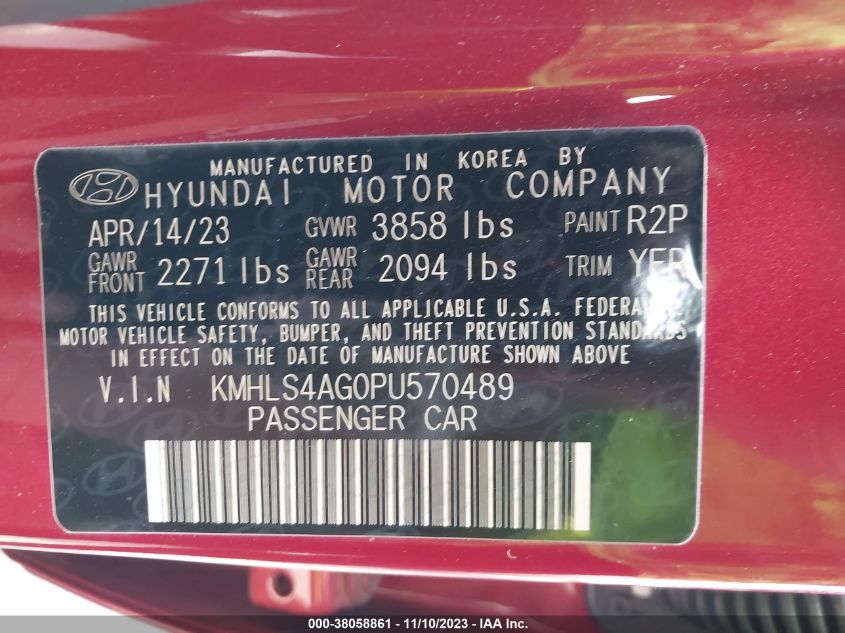 MANUFACTURED IN KOREA BY
HYUNDAI MOTOR COMPANY
APR/14/23 GVWR 3858 lbs PAINT R2P
GAWR FRONT 2271 lbs GAWR REAR 2094 lbs TRIM YFR
THIS VEHICLE CONFORMS TO ALL APPLICABLE U.S.A. FEDERAL
MOTOR VEHICLE SAFETY, BUMPER, AND THEFT PREVENTION STANDARDS
IN EFFECT ON THE DATE OF MANUFACTURE SHOWN ABOVE
V.I.N KMHLS4AG0PU570489
PASSENGER CAR
000-38058861 - 11/10/2023 - IAA Inc.